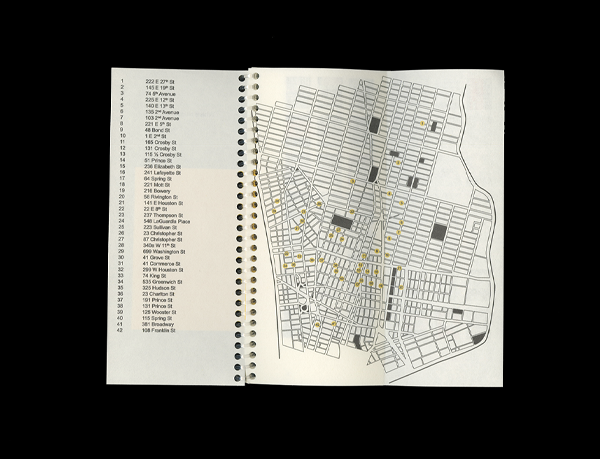 1 222 E 27th St
2 145 E 19th St
3 74 5th Avenue
4 225 E 12th St
5 140 E 13th St
6 135 2nd Avenue
7 103 2nd Avenue
8 221 E 5th St
9 48 Bond St
10 1 E 2nd St
11 165 Crosby St
12 131 Crosby St
13 115 ½ Crosby St
14 51 Prince St
15 236 Elizabeth St
16 241 Lafayette St
17 64 Spring St
18 221 Mott St
19 216 Bowery
20 56 Rivington St
21 141 E Houston St
22 22 E 8th St
23 237 Thompson St
24 546 LaGuardia Place
25 223 Sullivan St
26 23 Christopher St
27 87 Christopher St
28 340a W 11th St
29 699 Washington St
30 41 Grove St
31 41 Commerce St
32 299 W Houston St
33 74 King St
34 535 Greenwich St
35 325 Hudson St
36 23 Charlton St
37 191 Prince St
38 131 Prince St
39 128 Wooster St
40 115 Spring St
41 381 Broadway
42 108 Franklin St